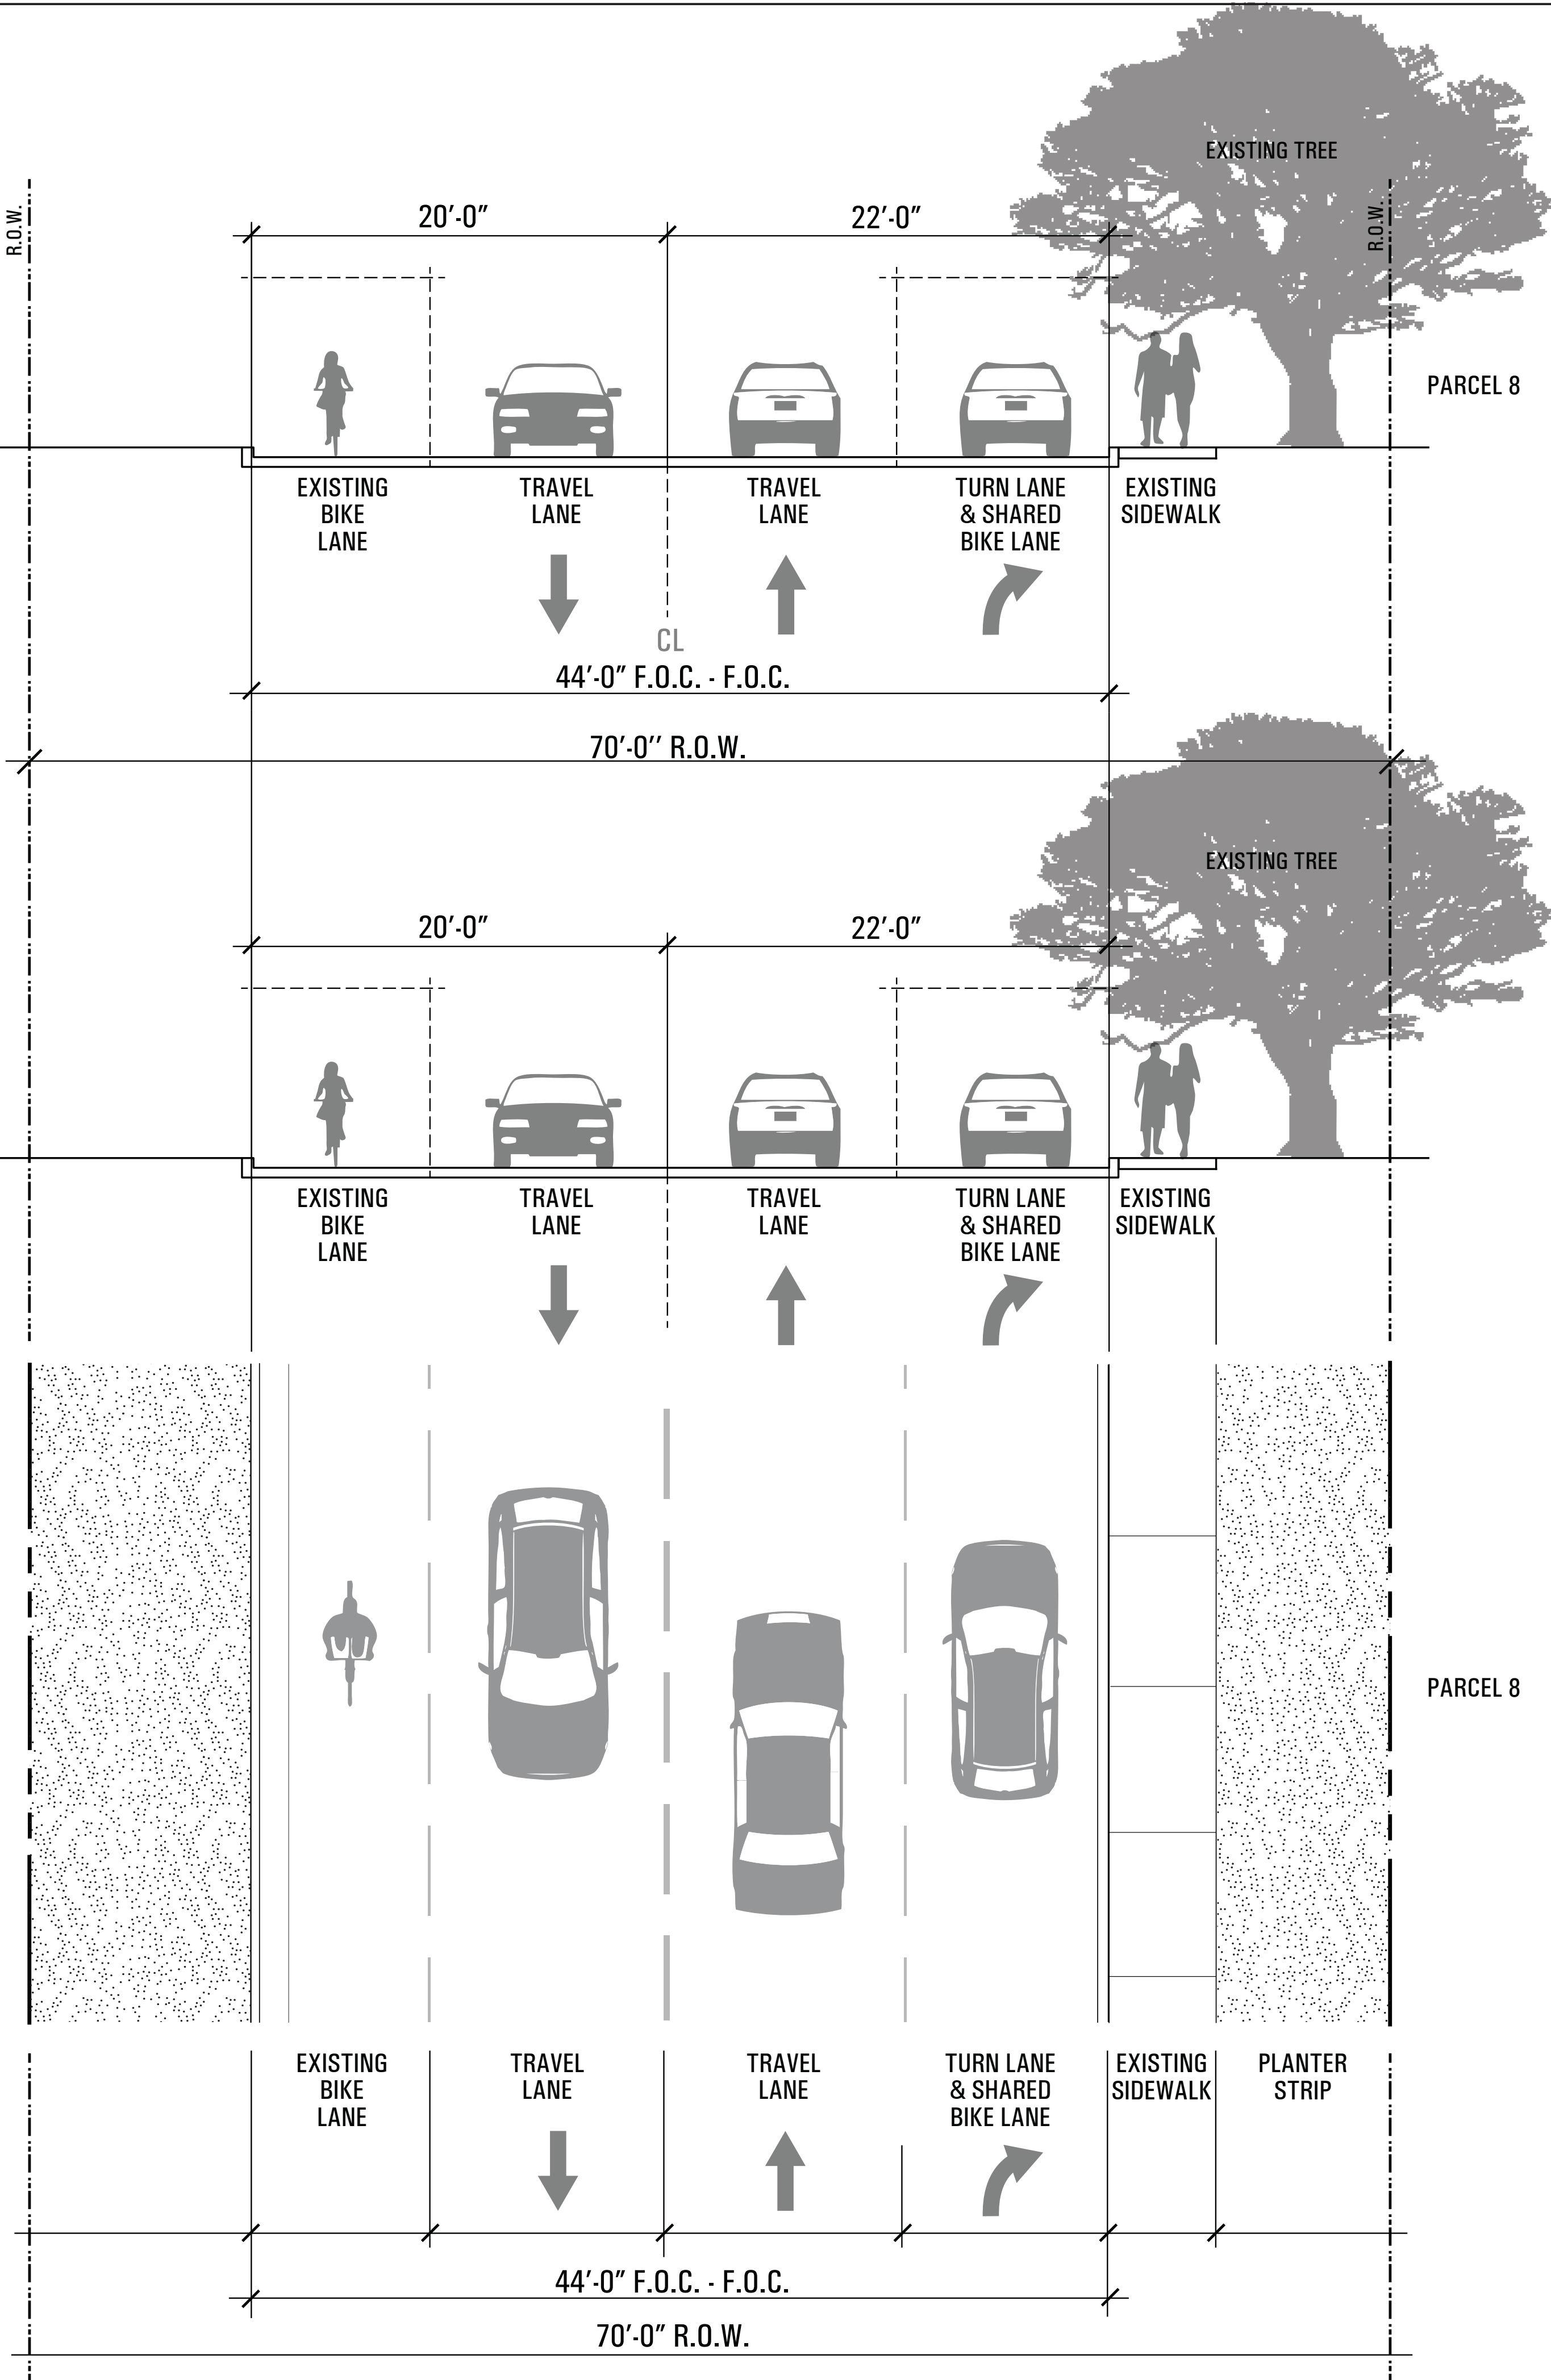 EXISTING TREE
R.O.W.
R.O.W.
20'-0"
22'-0"
PARCEL 8
EXISTING
BIKE
LANE
TRAVEL
LANE
TRAVEL
LANE
TURN LANE
& SHARED
BIKE LANE
EXISTING
SIDEWALK
CL
44'-0" F.O.C. - F.O.C.
70'-0'' R.O.W.
EXISTING TREE
20'-0"
22'-0"
EXISTING
BIKE
LANE
TRAVEL
LANE
TRAVEL
LANE
TURN LANE
& SHARED
BIKE LANE
EXISTING
SIDEWALK
PARCEL 8
EXISTING
BIKE
LANE
TRAVEL
LANE
TRAVEL
LANE
TURN LANE
& SHARED
BIKE LANE
EXISTING
SIDEWALK
PLANTER
STRIP
44'-0" F.O.C. - F.O.C.
70'-0" R.O.W.